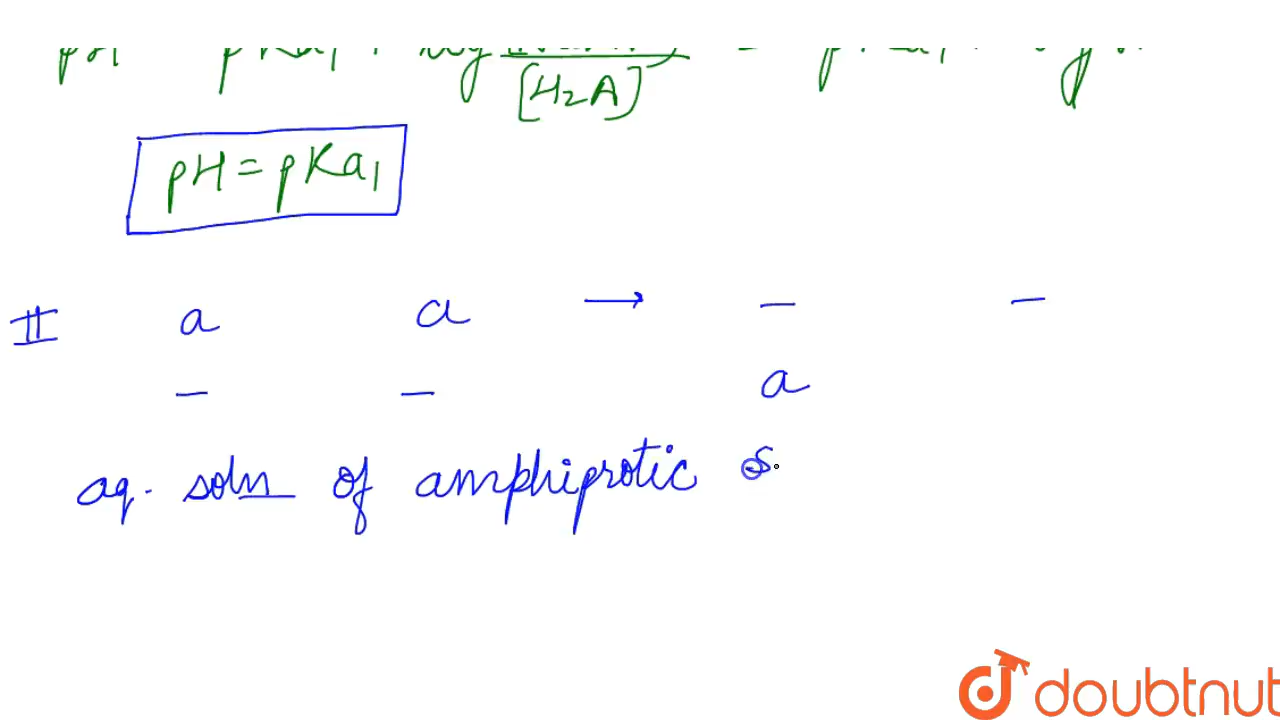 [H₂A]
pH = pKa₁
II a a → – –
– – a
aq. soln of amphiprotic s
doubtnut